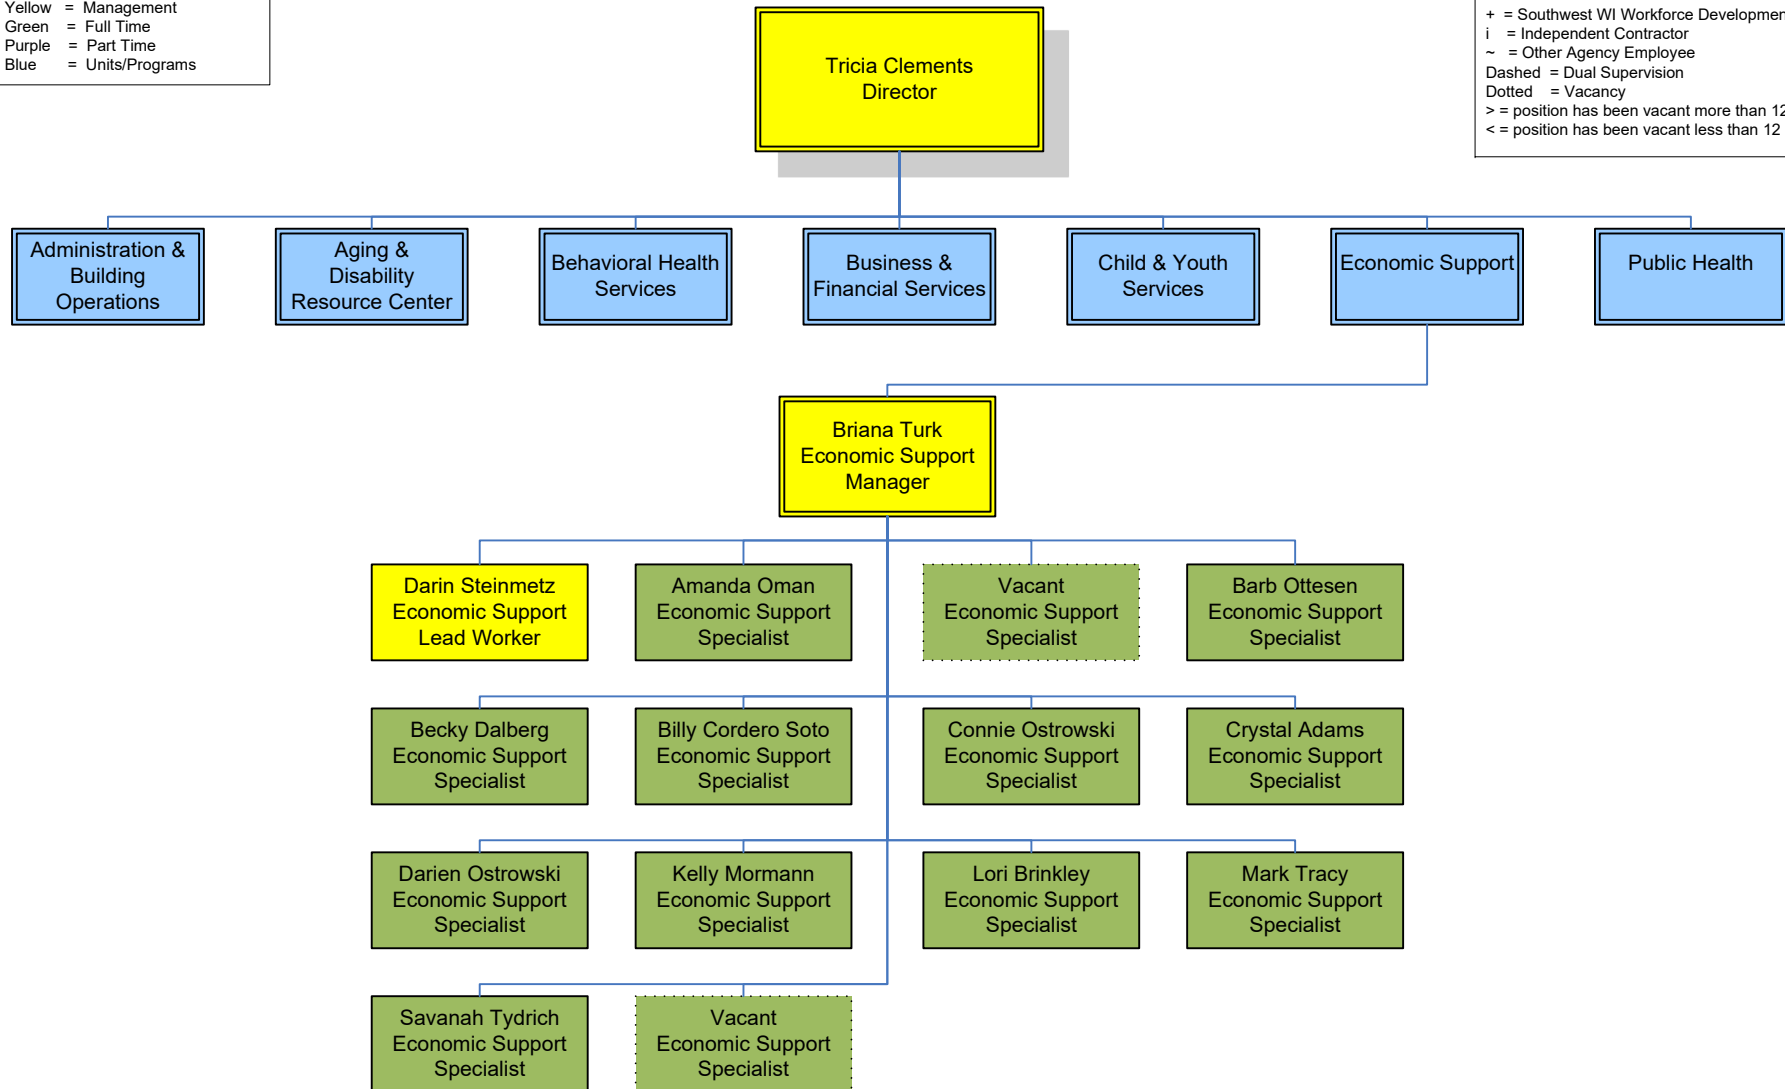 Yellow = Management
Green = Full Time
Purple = Part Time
Blue = Units/Programs
Tricia Clements
Director
+ = Southwest WI Workforce Developmen
i = Independent Contractor
~ = Other Agency Employee
Dashed = Dual Supervision
Dotted = Vacancy
> = position has been vacant more than 12
< = position has been vacant less than 12
Administration &
Building
Operations
Aging &
Disability
Resource Center
Behavioral Health
Services
Business &
Financial Services
Child & Youth
Services
Economic Support
Public Health
Briana Turk
Economic Support
Manager
Darin Steinmetz
Economic Support
Lead Worker
Amanda Oman
Economic Support
Specialist
Vacant
Economic Support
Specialist
Barb Ottesen
Economic Support
Specialist
Becky Dalberg
Economic Support
Specialist
Billy Cordero Soto
Economic Support
Specialist
Connie Ostrowski
Economic Support
Specialist
Crystal Adams
Economic Support
Specialist
Darien Ostrowski
Economic Support
Specialist
Kelly Mormann
Economic Support
Specialist
Lori Brinkley
Economic Support
Specialist
Mark Tracy
Economic Support
Specialist
Savanah Tydrich
Economic Support
Specialist
Vacant
Economic Support
Specialist